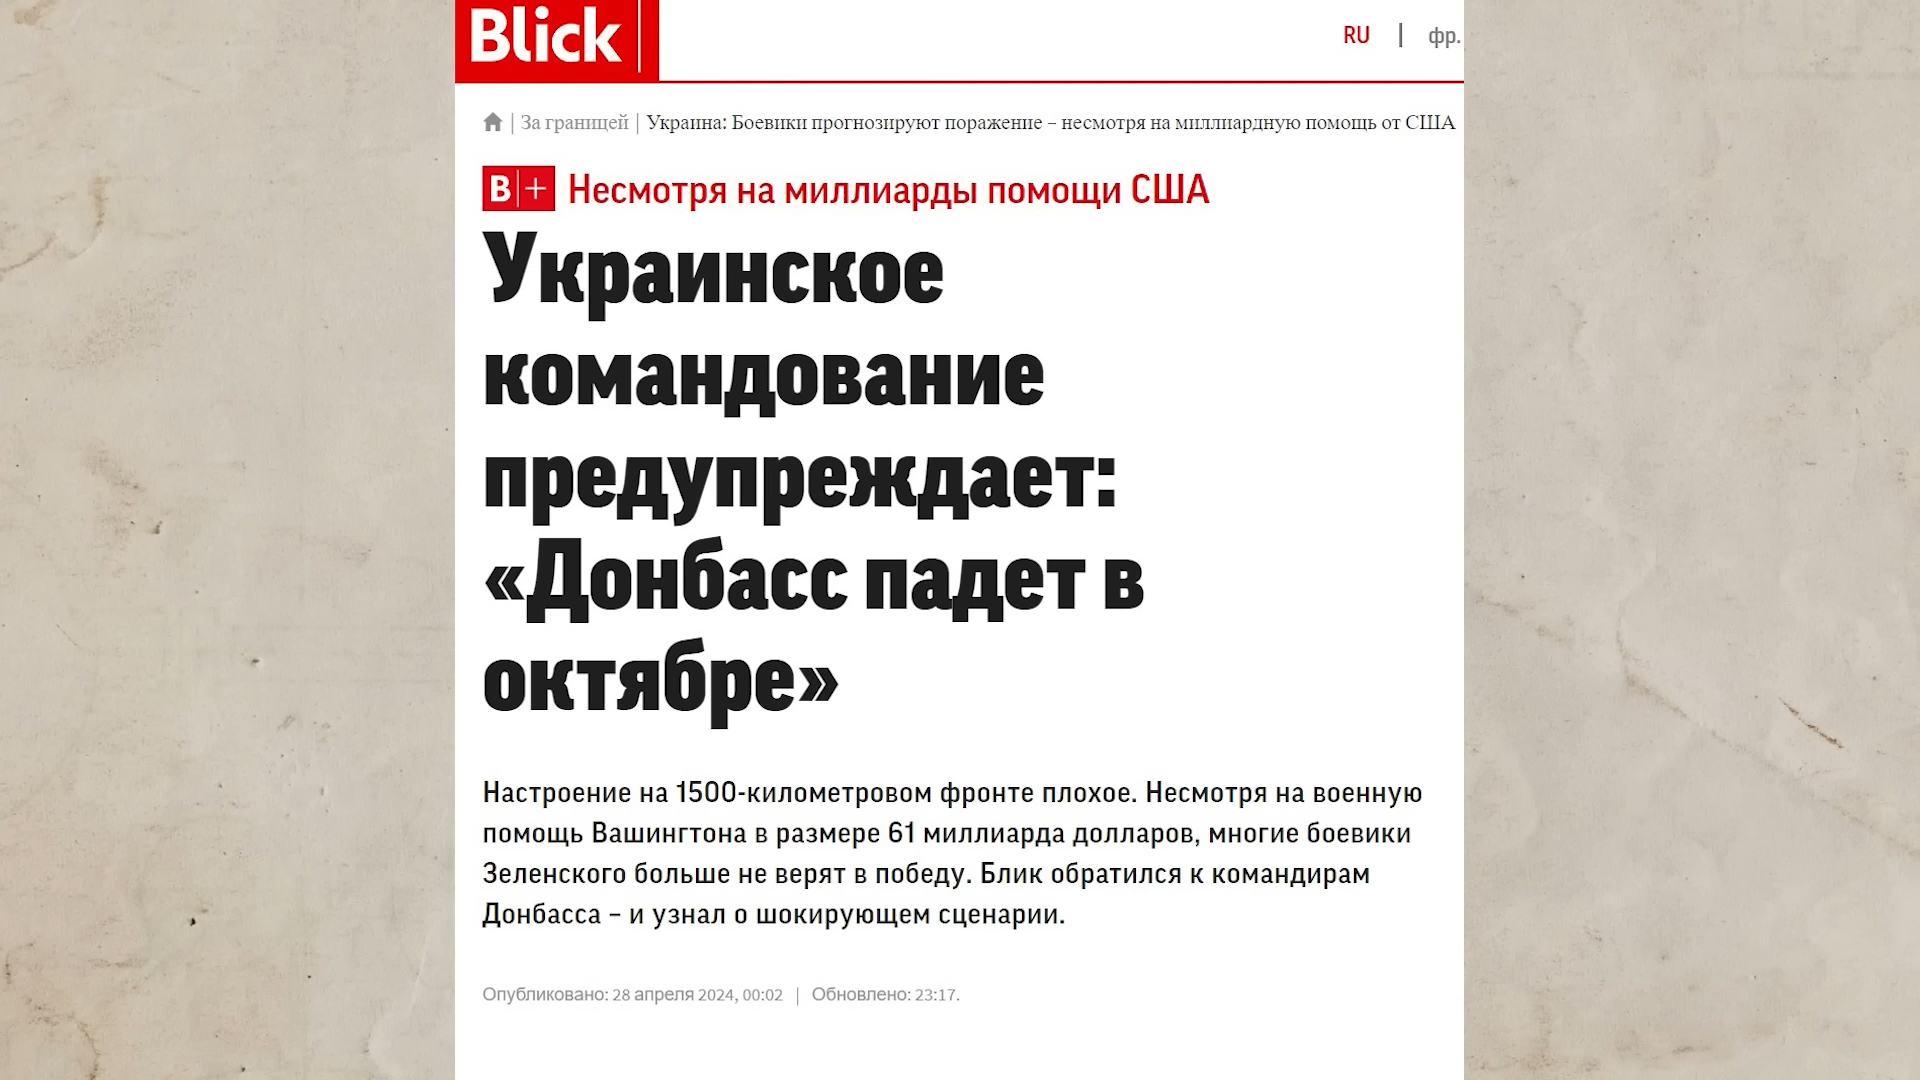 Blick
RU | фр.
| За границей | Украина: Боевики прогнозируют поражение – несмотря на миллиардную помощь от США
B|+ Несмотря на миллиарды помощи США
Украинское
командование
предупреждает:
«Донбасс падет в
октябре»
Настроение на 1500-километровом фронте плохое. Несмотря на военную
помощь Вашингтона в размере 61 миллиарда долларов, многие боевики
Зеленского больше не верят в победу. Блик обратился к командирам
Донбасса – и узнал о шокирующем сценарии.
Опубликовано: 28 апреля 2024, 00:02 | Обновлено: 23:17.